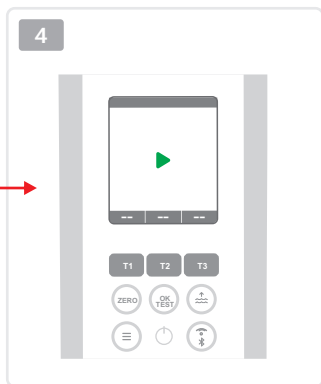 4
-- -- --
T1 T2 T3
ZERO
OK
TEST